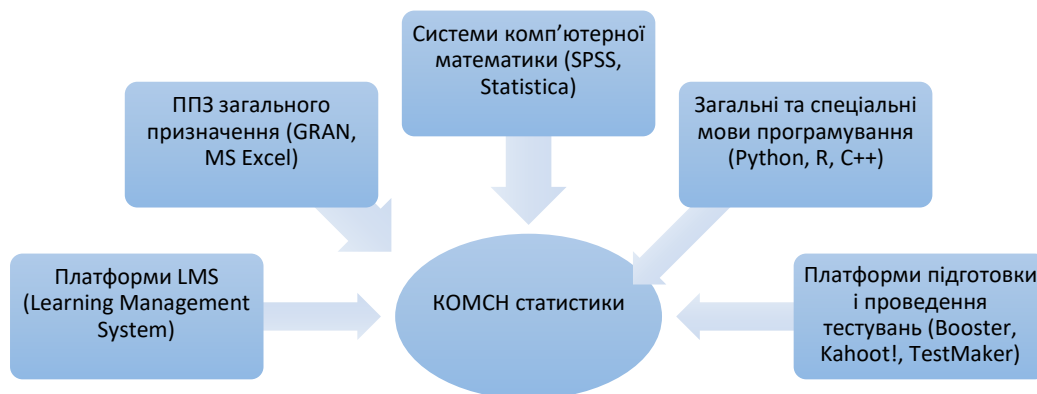 Системи комп’ютерної
математики (SPSS,
Statistica)
ППЗ загального
призначення (GRAN,
MS Excel)
Загальні та спеціальні
мови програмування
(Python, R, C++)
Платформи LMS
(Learning Management
System)
КОМСН статистики
Платформи підготовки
і проведення
тестувань (Booster,
Kahoot!, TestMaker)